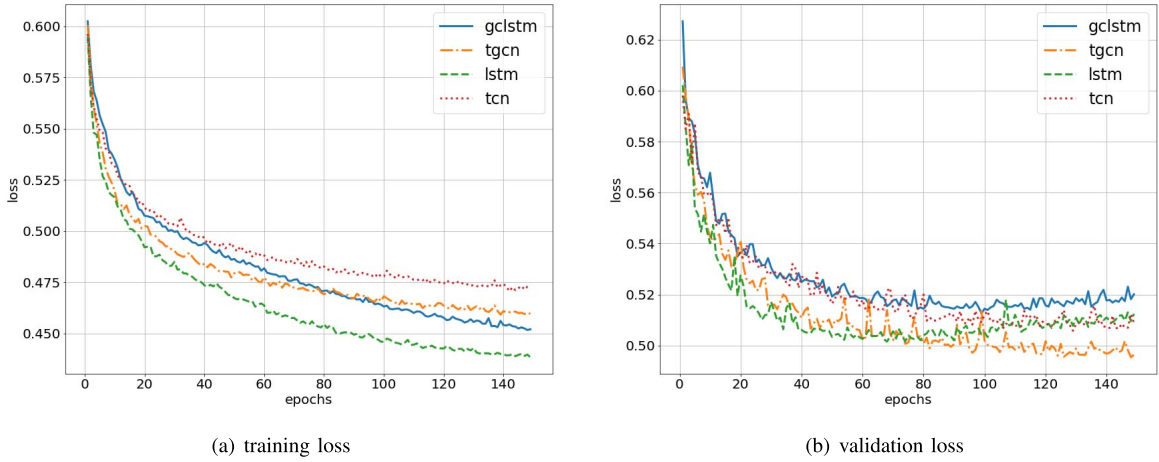 0.600
0.575
0.550
0.525
0.500
0.475
0.450
loss
0 20 40 60 80 100 120 140
epochs
gclstm
tgcn
lstm
tcn
(a) training loss
0.62
0.60
0.58
0.56
0.54
0.52
0.50
loss
0 20 40 60 80 100 120 140
epochs
gclstm
tgcn
lstm
tcn
(b) validation loss